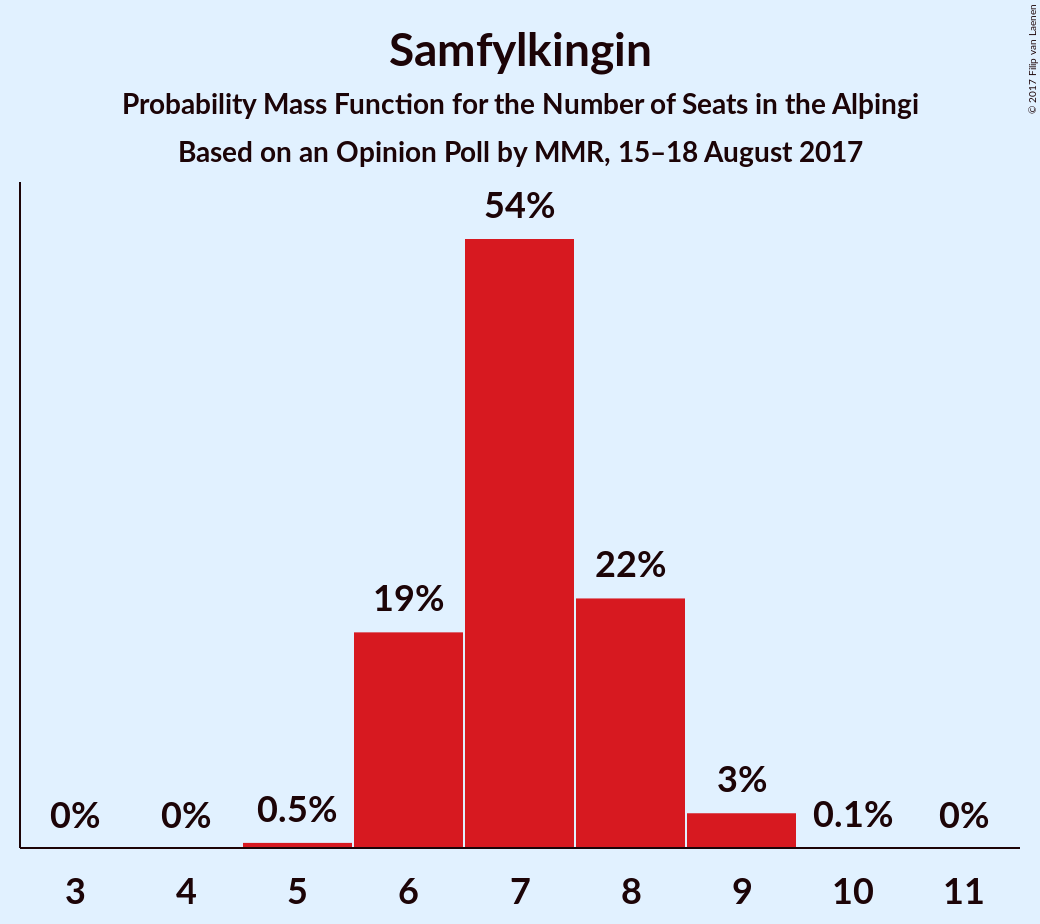 Samfylkingin
Probability Mass Function for the Number of Seats in the Alþingi
Based on an Opinion Poll by MMR, 15–18 August 2017
© 2017 Filip van Laenen
54%
22%
19%
3%
0% 0% 0.5% 0.1% 0%
3 4 5 6 7 8 9 10 11